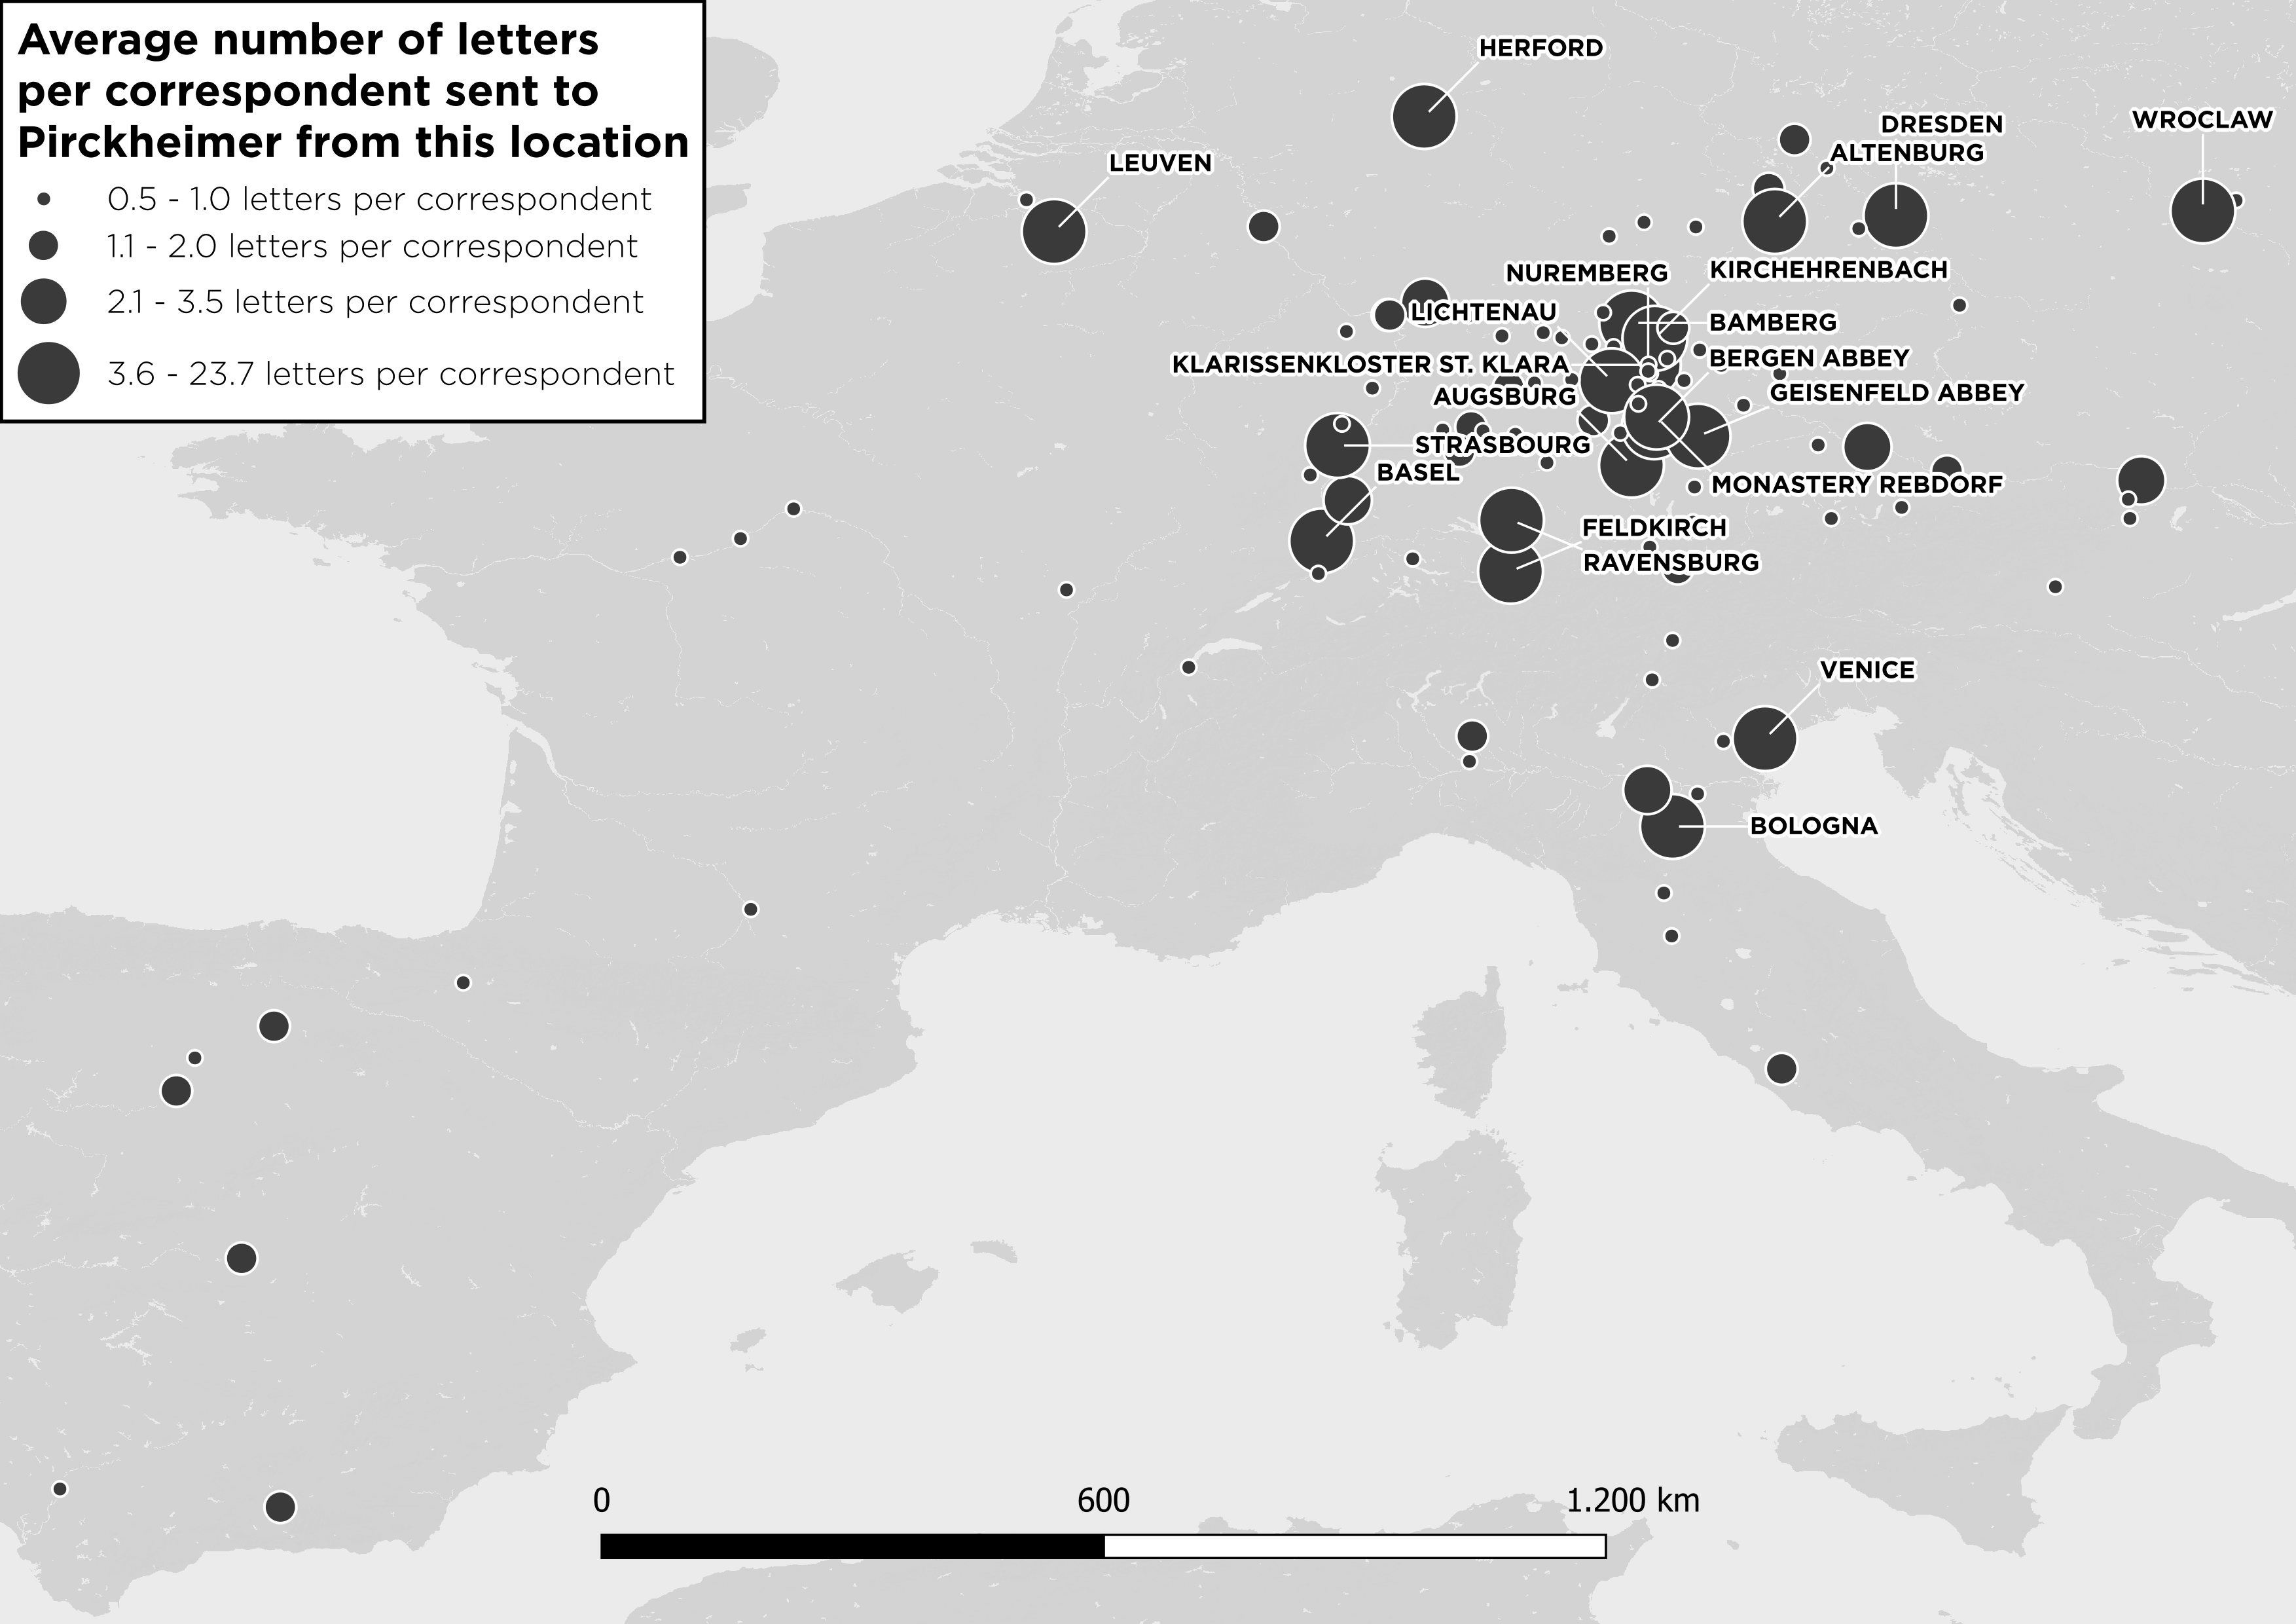 Average number of letters
per correspondent sent to
Pirckheimer from this location
0.5 - 1.0 letters per correspondent
1.1 - 2.0 letters per correspondent
2.1 - 3.5 letters per correspondent
3.6 - 23.7 letters per correspondent
HERFORD
DRESDEN
WROCLAW
ALTENBURG
LEUVEN
NUREMBERG
KIRCHEHRENBACH
LICHTENAU
BAMBERG
KLARISSENKLOSTER ST. KLARA
BERGEN ABBEY
AUGSBURG
GEISENFELD ABBEY
STRASBOURG
BASEL
MONASTERY REBDORF
FELDKIRCH
RAVENSBURG
VENICE
BOLOGNA
0 600 1.200 km